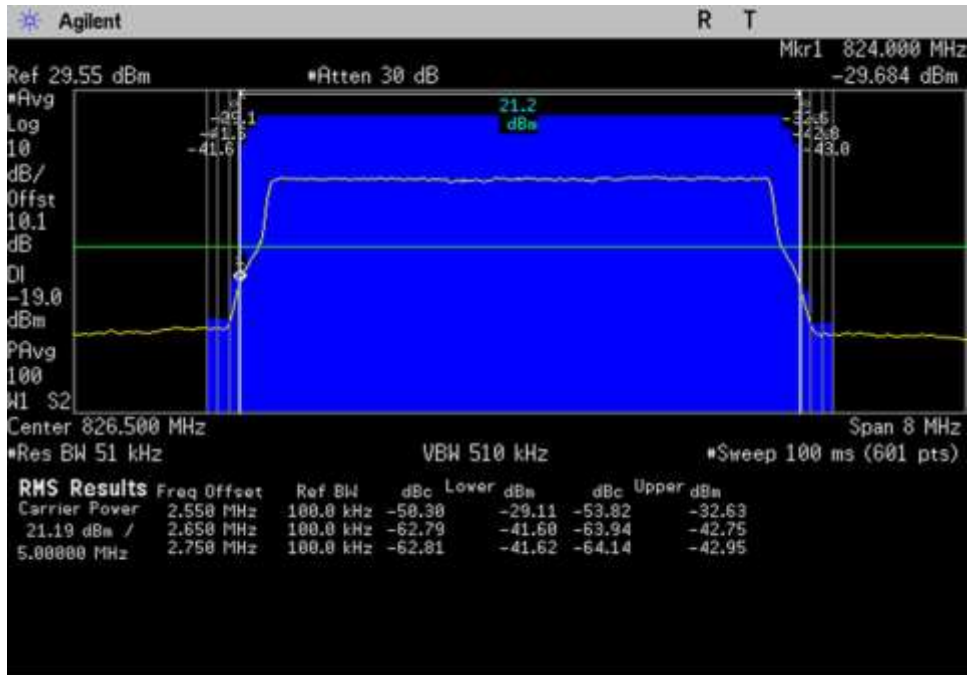 Agilent R T
Mkr1 824.000 MHz
Ref 29.55 dBm #Atten 30 dB -29.684 dBm
#Avg
Log
10
dB/
Offst
10.1
dB
DI
-19.0
dBm
PAvg
100
W1 S2
21.2
dBm
-29.1
-41.6
-32.6
-42.8
-43.0
Center 826.500 MHz Span 8 MHz
#Res BW 51 kHz VBW 510 kHz #Sweep 100 ms (601 pts)
RMS Results Freq Offset Ref BW dBc Lower dBm dBc Upper dBm
Carrier Power 2.550 MHz 100.0 kHz -50.30 -29.11 -53.82 -32.63
21.19 dBm / 2.650 MHz 100.0 kHz -62.79 -41.60 -63.94 -42.75
5.00000 MHz 2.750 MHz 100.0 kHz -62.81 -41.62 -64.14 -42.95